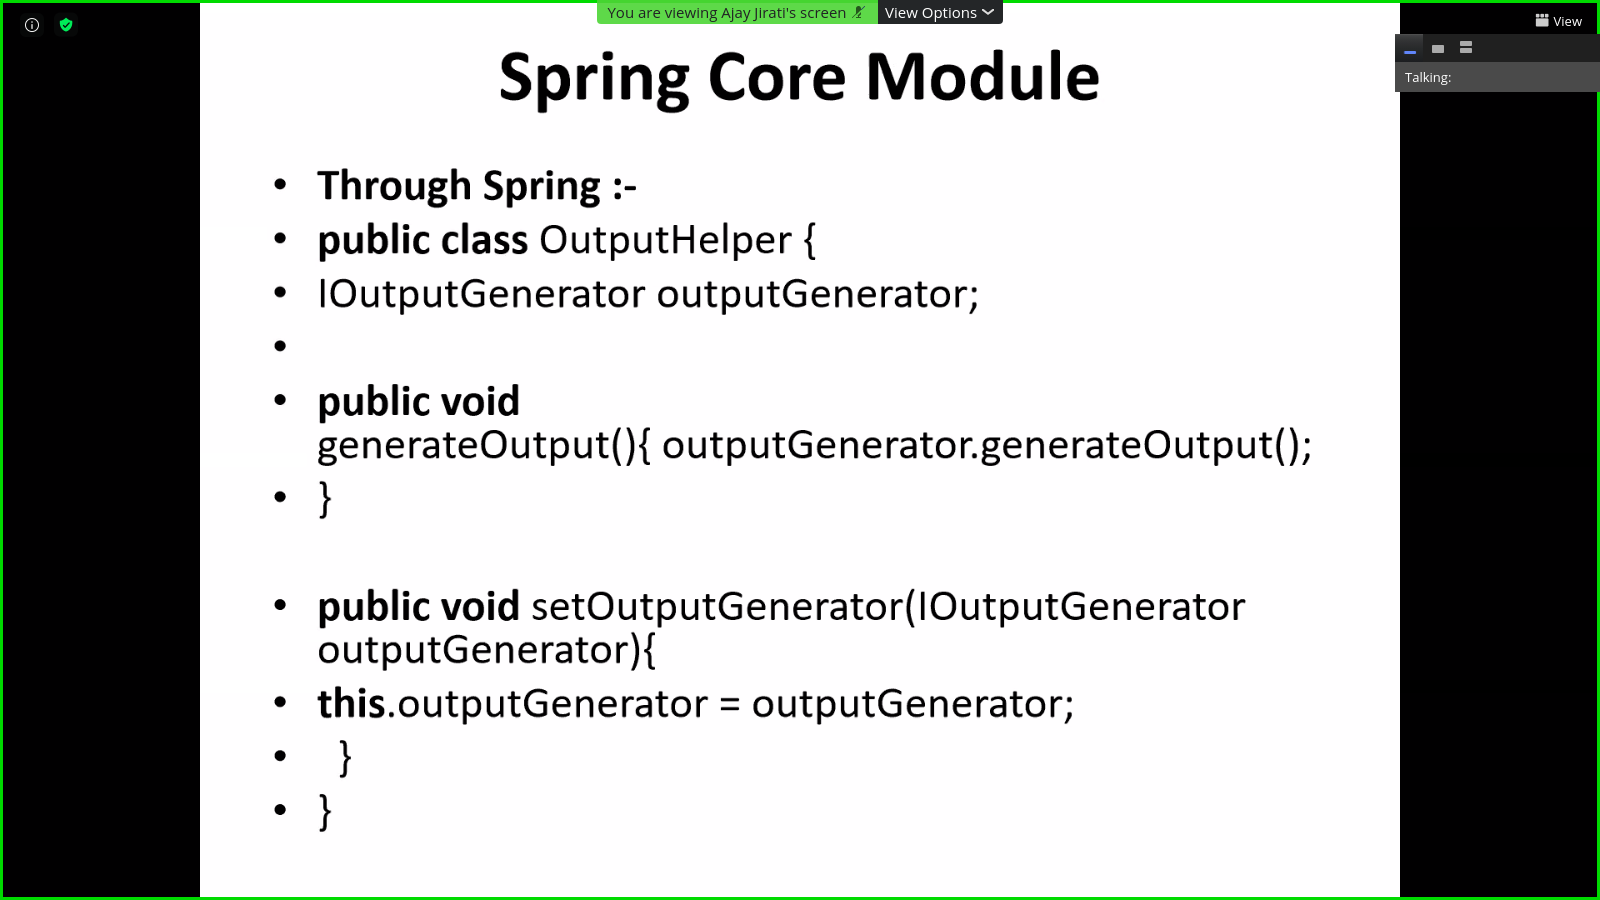 You are viewing Ajay Jirati's screen
View Options
View
Talking:
Spring Core Module
• Through Spring :-
• public class OutputHelper {
• IOutputGenerator outputGenerator;
•
• public void
generateOutput(){ outputGenerator.generateOutput();
• }
• public void setOutputGenerator(IOutputGenerator
outputGenerator){
• this.outputGenerator = outputGenerator;
• }
• }